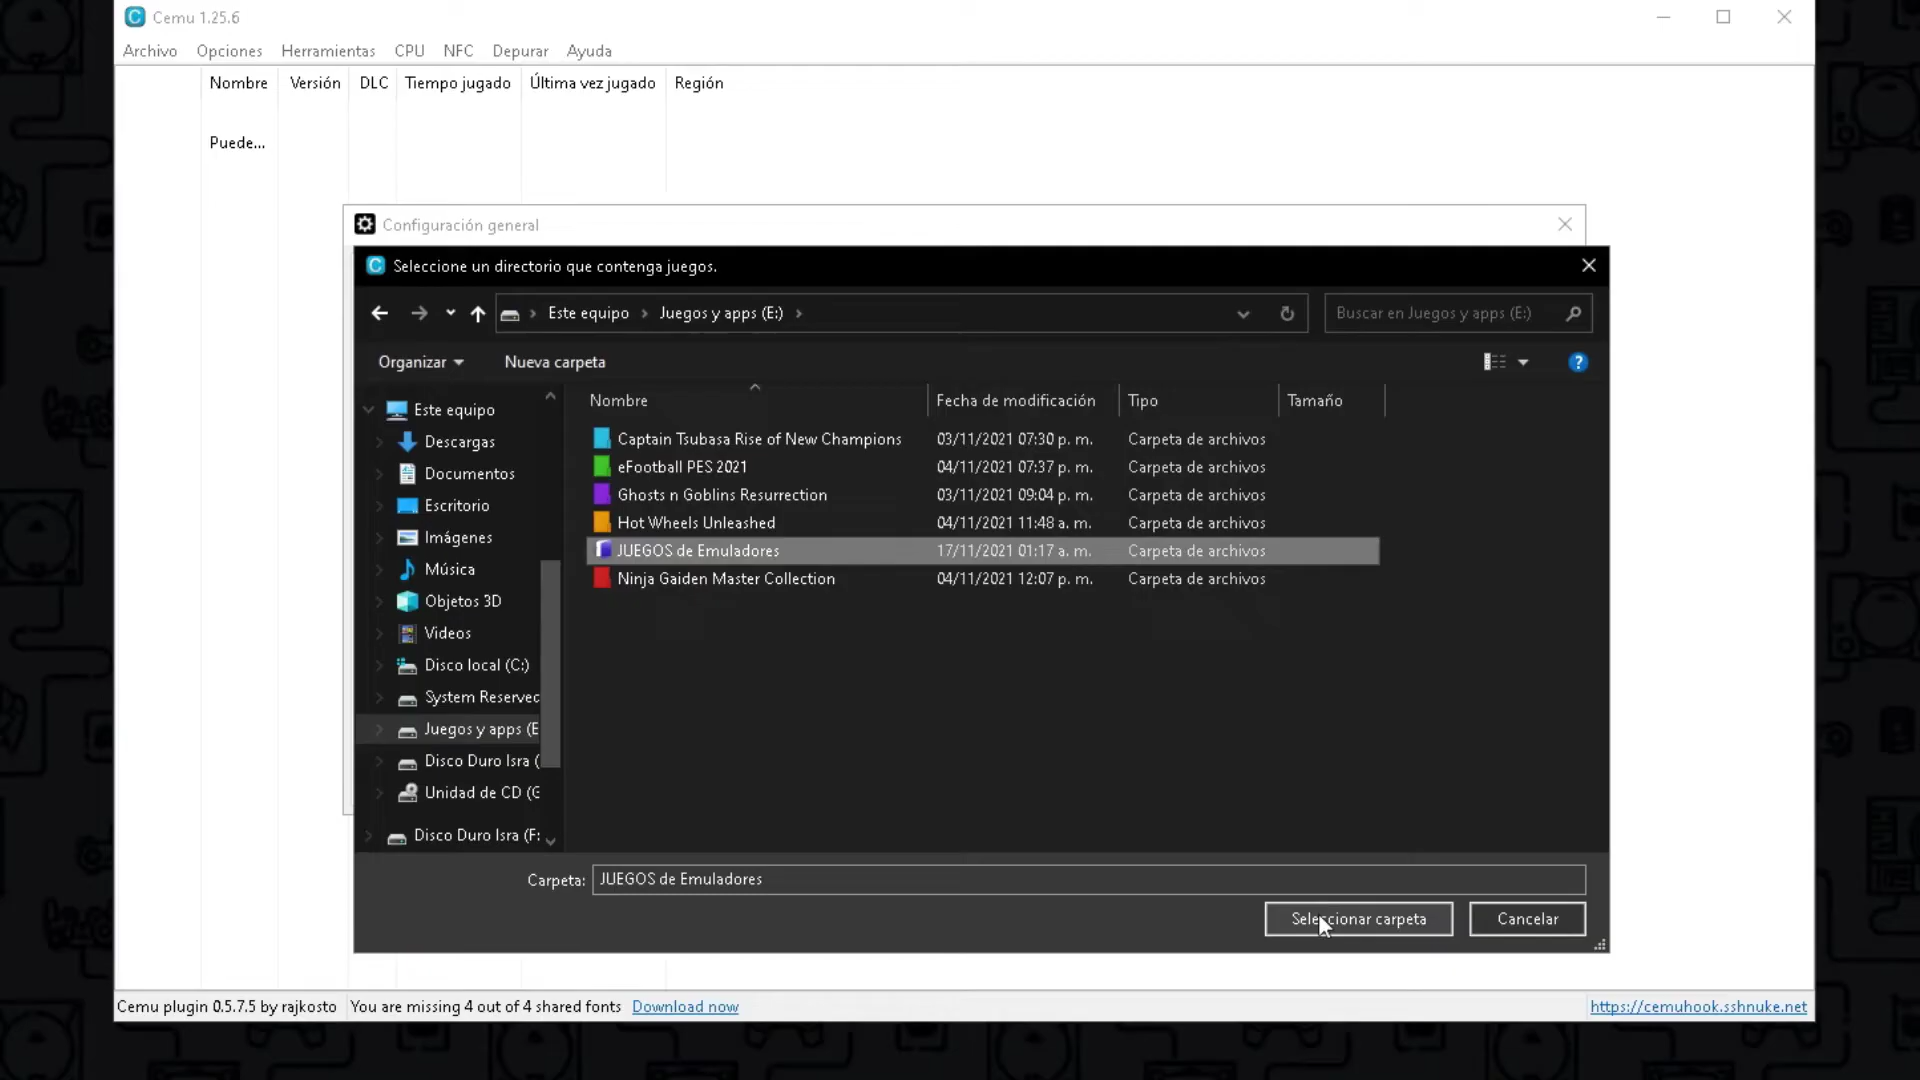 Cemu 1.25.6
Archivo Opciones Herramientas CPU NFC Depurar Ayuda
Nombre Versión DLC Tiempo jugado Última vez jugado Región
Puede...
Configuración general
Seleccione un directorio que contenga juegos.
Este equipo Juegos y apps (E:) Buscar en Juegos y apps (E:)
Organizar Nueva carpeta
Nombre Fecha de modificación Tipo Tamaño
Este equipo
Descargas
Documentos
Escritorio
Imágenes
Música
Objetos 3D
Videos
Disco local (C:)
System Reservec
Juegos y apps (E
Disco Duro Isra (
Unidad de CD (G
Disco Duro Isra (F:
Captain Tsubasa Rise of New Champions 03/11/2021 07:30 p. m. Carpeta de archivos
eFootball PES 2021 04/11/2021 07:37 p. m. Carpeta de archivos
Ghosts n Goblins Resurrection 03/11/2021 09:04 p. m. Carpeta de archivos
Hot Wheels Unleashed 04/11/2021 11:48 a. m. Carpeta de archivos
JUEGOS de Emuladores 17/11/2021 01:17 a. m. Carpeta de archivos
Ninja Gaiden Master Collection 04/11/2021 12:07 p. m. Carpeta de archivos
Carpeta: JUEGOS de Emuladores
Seleccionar carpeta Cancelar
Cemu plugin 0.5.7.5 by rajkosto You are missing 4 out of 4 shared fonts Download now https://cemuhook.sshnuke.net